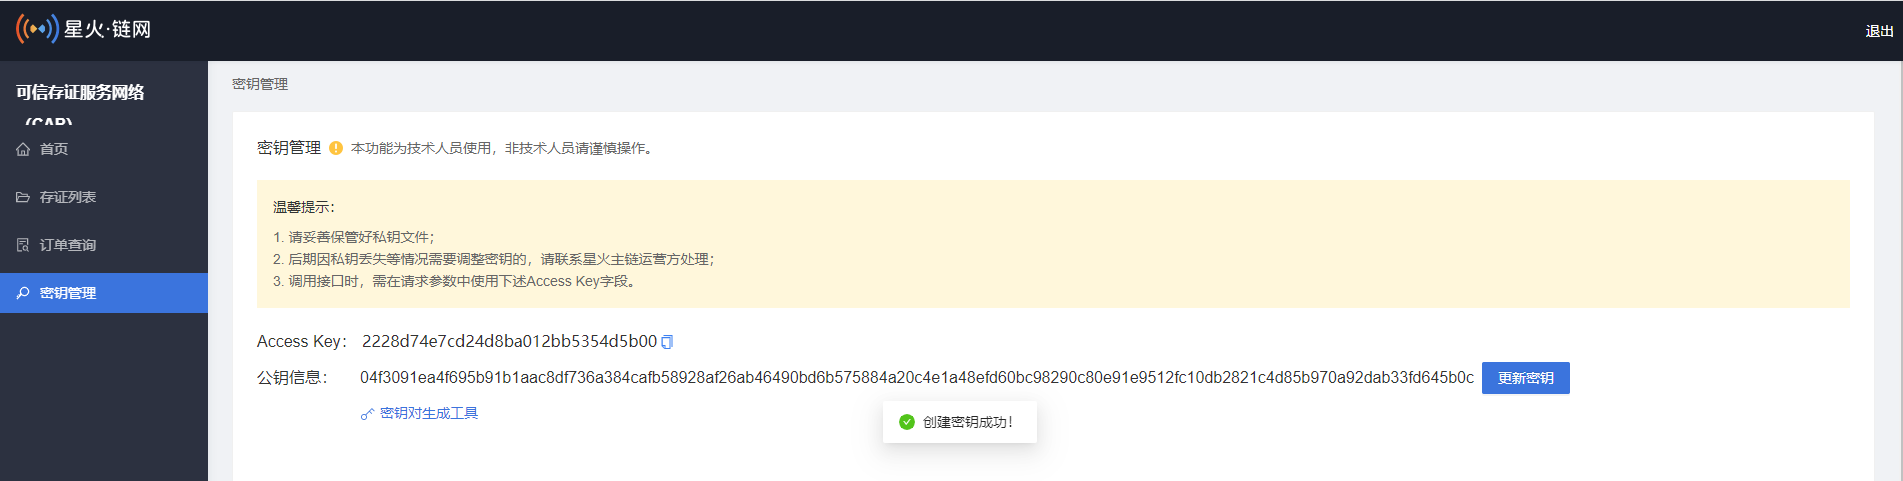 星火·链网
退出
可信存证服务网络
（CAB）
首页
存证列表
订单查询
密钥管理
密钥管理
密钥管理 本功能为技术人员使用，非技术人员请谨慎操作。
温馨提示：
1. 请妥善保管好私钥文件；
2. 后期因私钥丢失等情况需要调整密钥的，请联系星火主链运营方处理；
3. 调用接口时，需在请求参数中使用下述Access Key字段。
Access Key： 2228d74e7cd24d8ba012bb5354d5b00
公钥信息： 04f3091ea4f695b91b1aac8df736a384cafb58928af26ab46490bd6b575884a20c4e1a48efd60bc98290c80e91e9512fc10db2821c4d85b970a92dab33fd645b0c 更新密钥
密钥对生成工具
创建密钥成功！